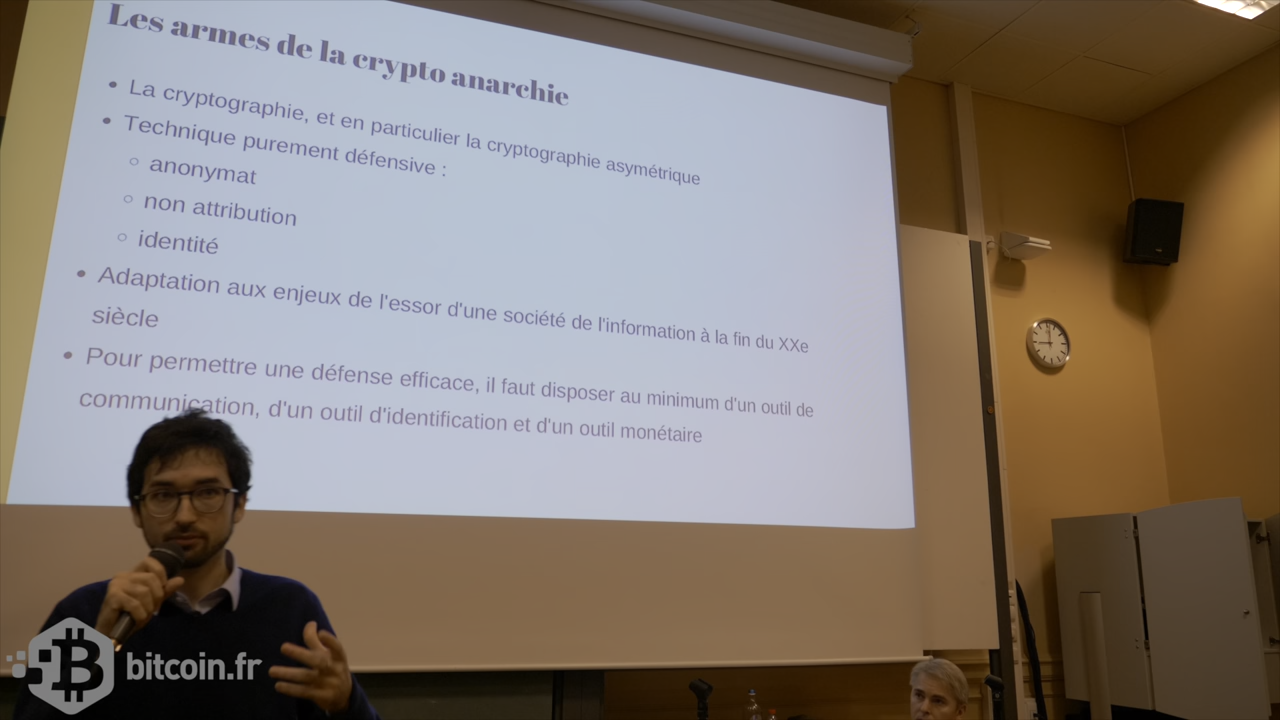 Les armes de la crypto anarchie
• La cryptographie, et en particulier la cryptographie asymétrique
• Technique purement défensive :
○ anonymat
○ non attribution
○ identité
• Adaptation aux enjeux de l'essor d'une société de l'information à la fin du XXe
siècle
• Pour permettre une défense efficace, il faut disposer au minimum d'un outil de
communication, d'un outil d'identification et d'un outil monétaire
bitcoin.fr